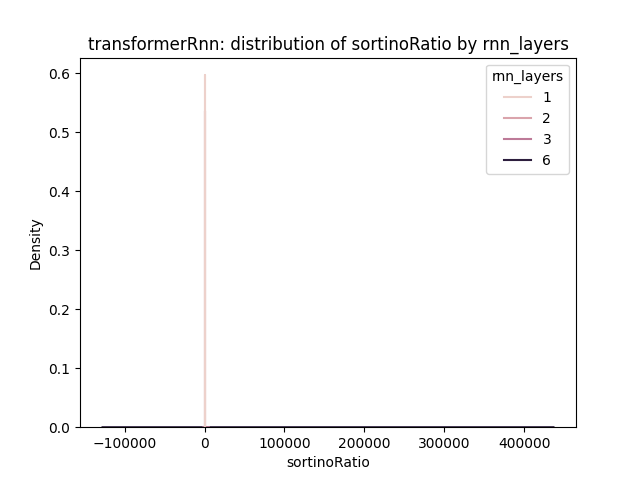 transformerRnn: distribution of sortinoRatio by rnn_layers
rnn_layers
1
2
3
6
0.6
0.5
0.4
0.3
0.2
0.1
0.0
Density
−100000 0 100000 200000 300000 400000
sortinoRatio